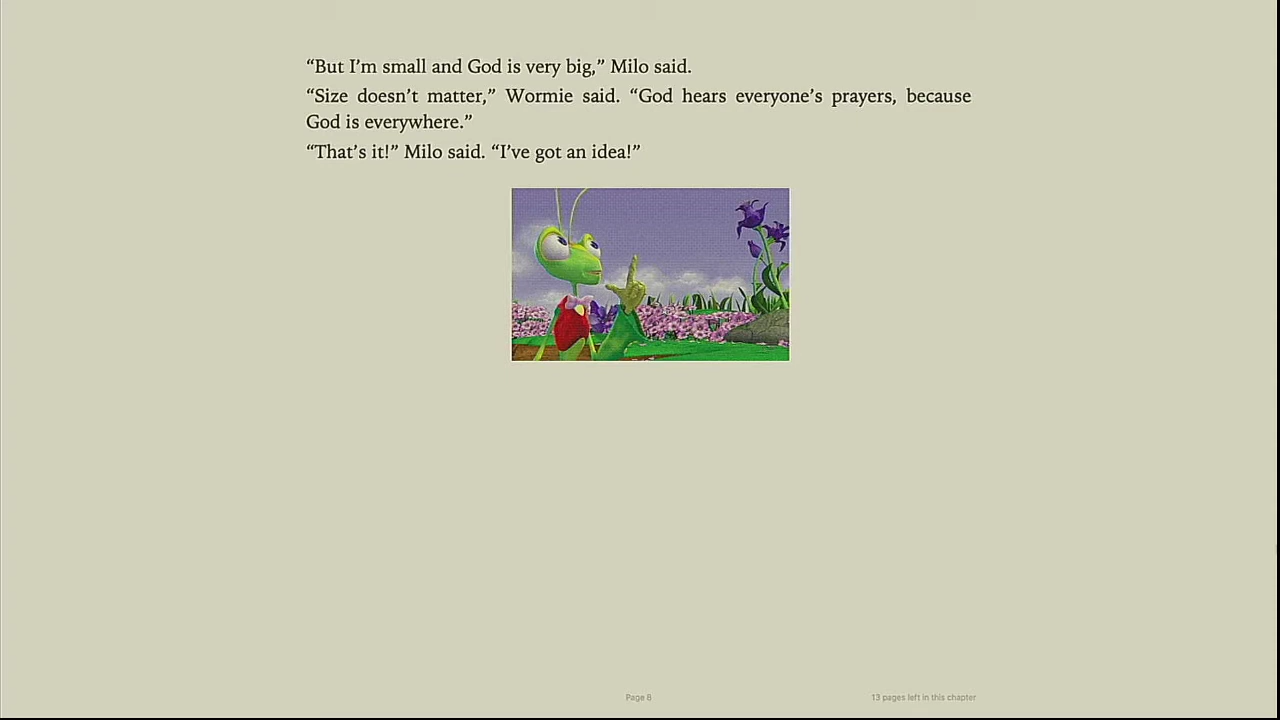 “But I’m small and God is very big,” Milo said.
“Size doesn’t matter,” Wormie said. “God hears everyone’s prayers, because
God is everywhere.”
“That’s it!” Milo said. “I’ve got an idea!”
Page 8
13 pages left in this chapter